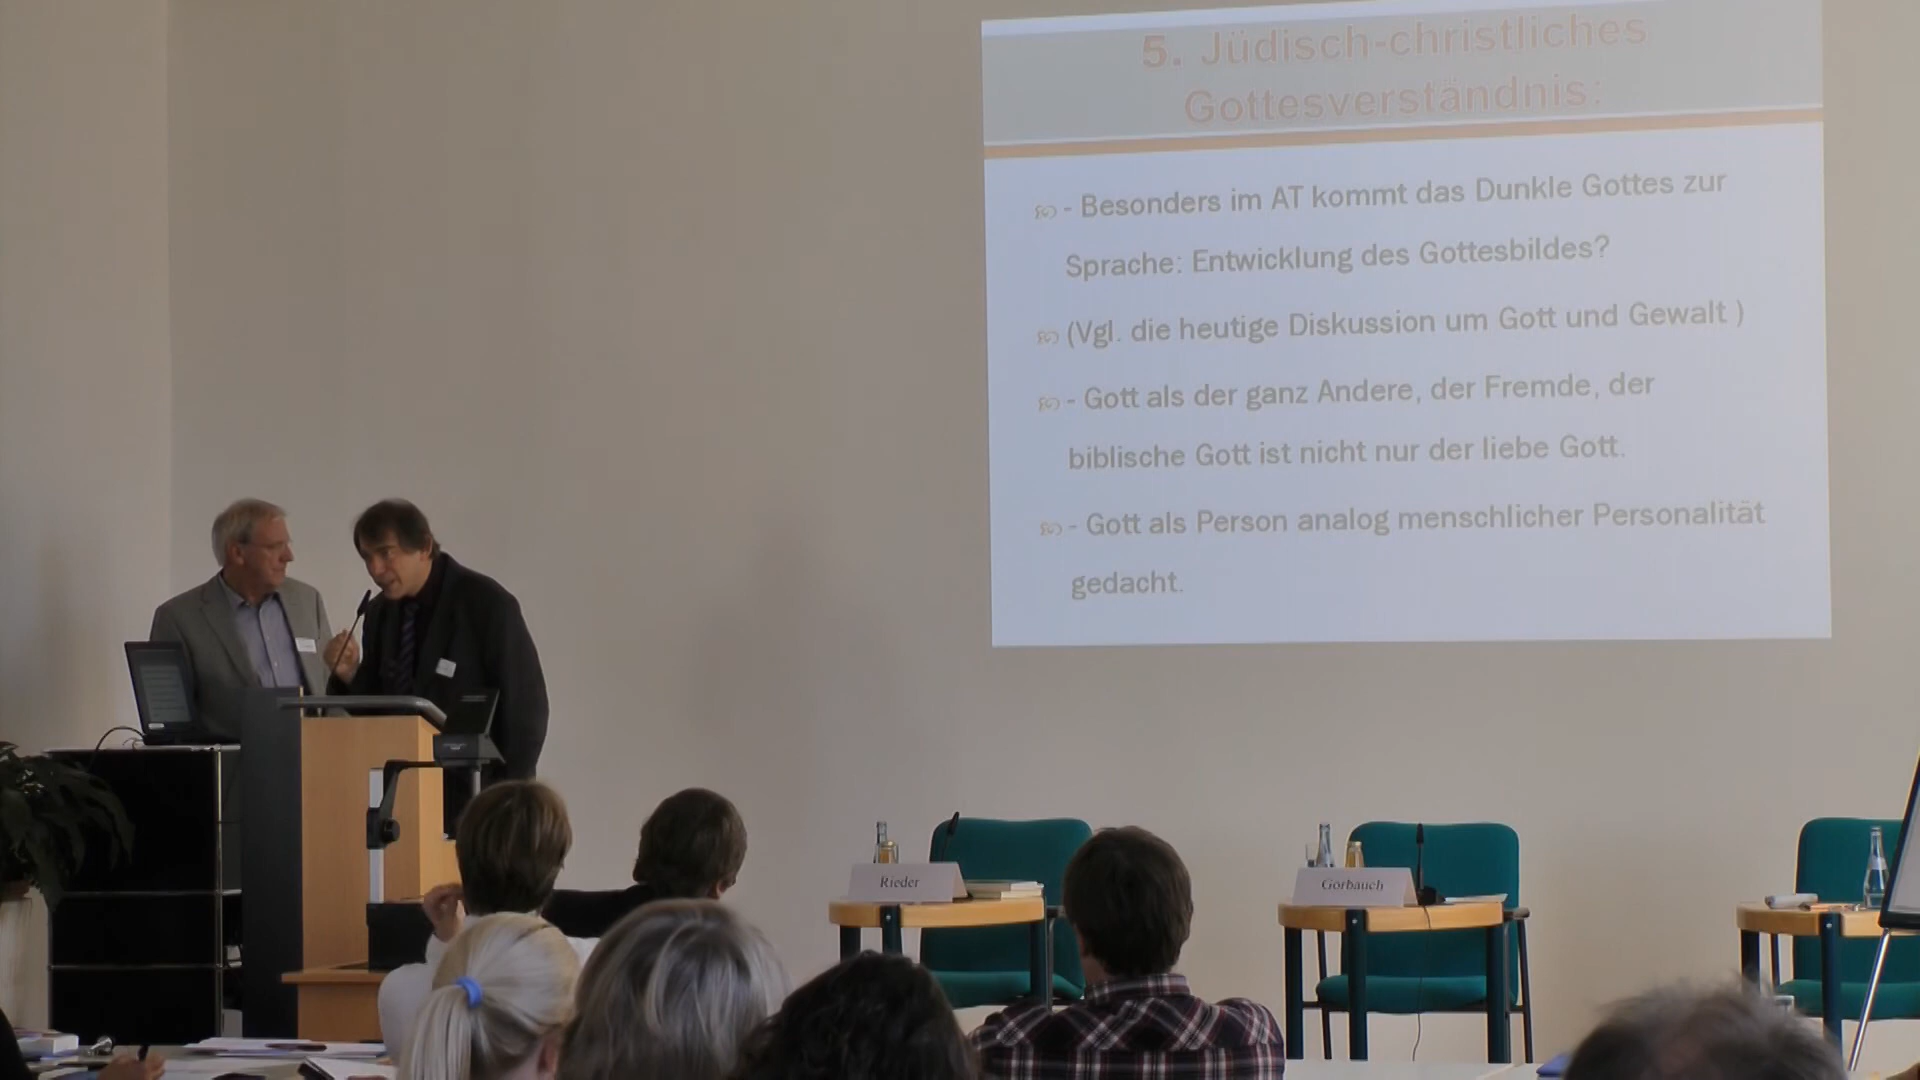 5. Jüdisch-christliches
Gottesverständnis:
- Besonders im AT kommt das Dunkle Gottes zur
Sprache: Entwicklung des Gottesbildes?
(Vgl. die heutige Diskussion um Gott und Gewalt )
- Gott als der ganz Andere, der Fremde, der
biblische Gott ist nicht nur der liebe Gott.
- Gott als Person analog menschlicher Personalität
gedacht.
Rieder
Gorbauch